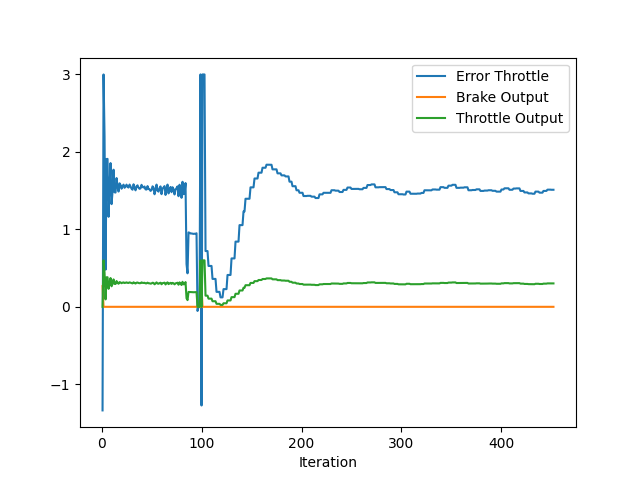 3
2
1
0
−1
Error Throttle
Brake Output
Throttle Output
0 100 200 300 400
Iteration